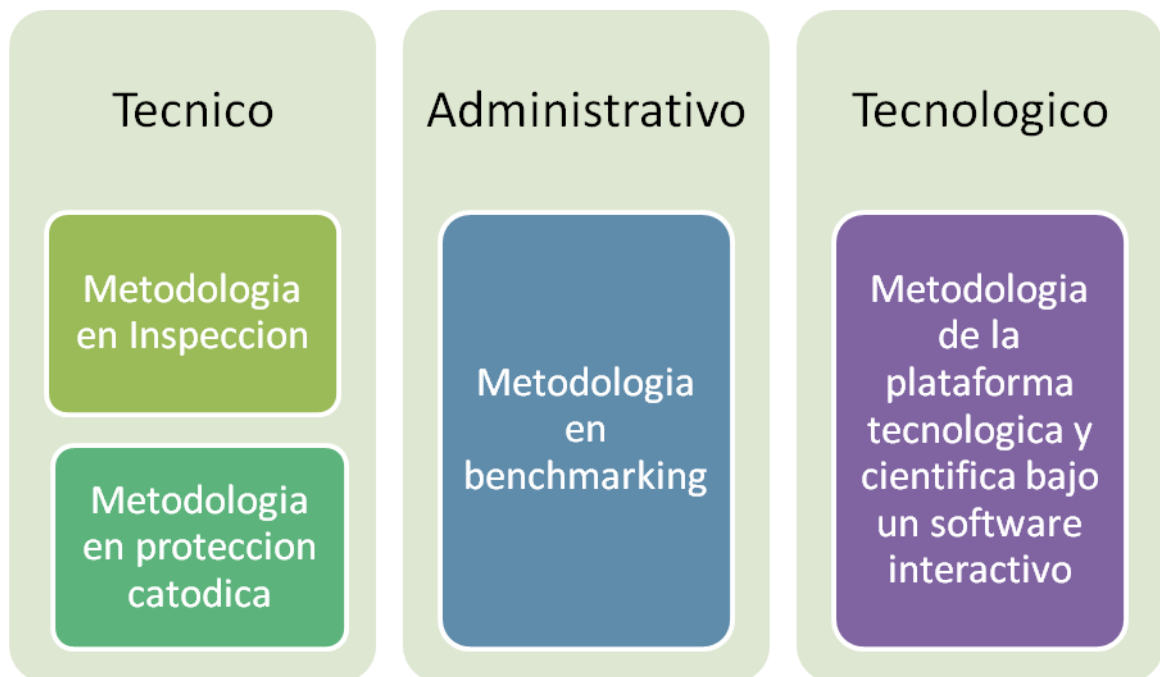 Tecnico
Metodologia
en Inspeccion
Metodologia
en proteccion
catodica
Administrativo
Metodologia
en
benchmarking
Tecnologico
Metodologia
de la
plataforma
tecnologica y
cientifica bajo
un software
interactivo